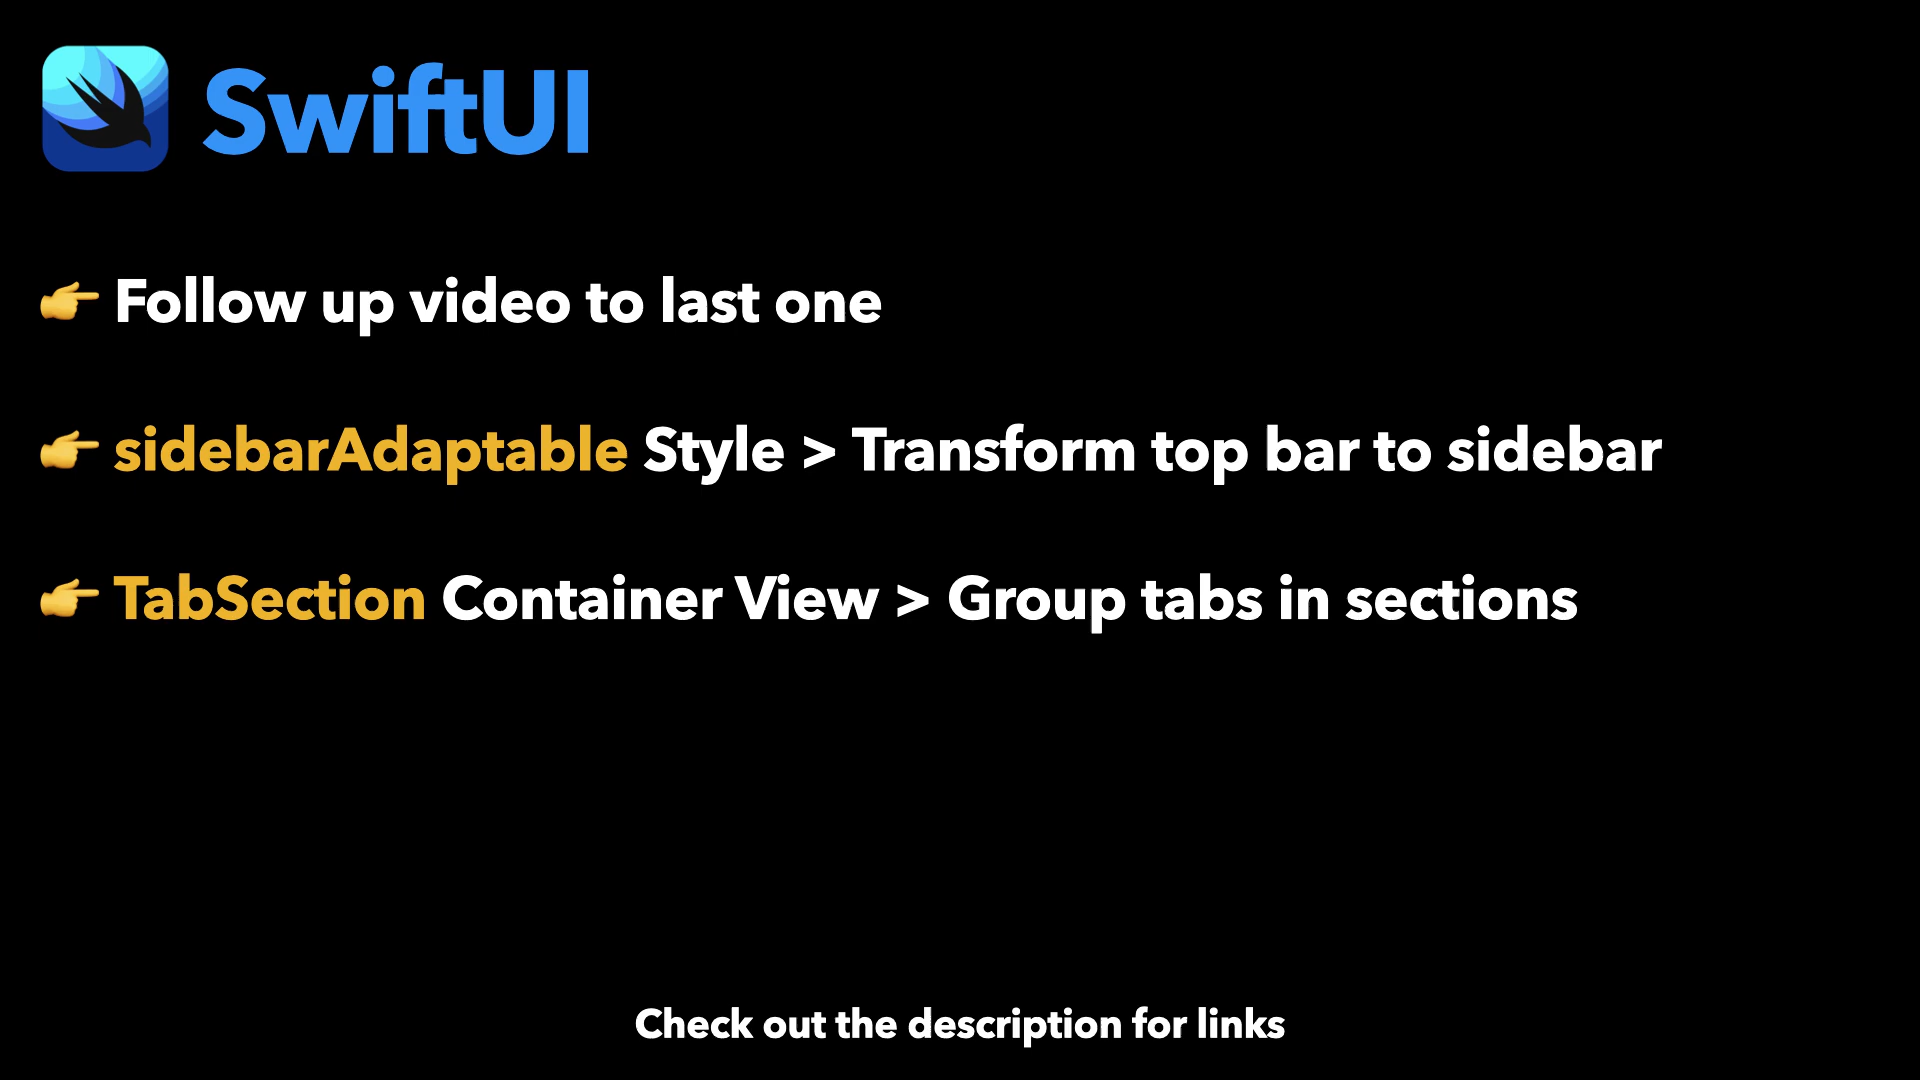 SwiftUI
👉 Follow up video to last one
👉 sidebarAdaptable Style > Transform top bar to sidebar
👉 TabSection Container View > Group tabs in sections
Check out the description for links